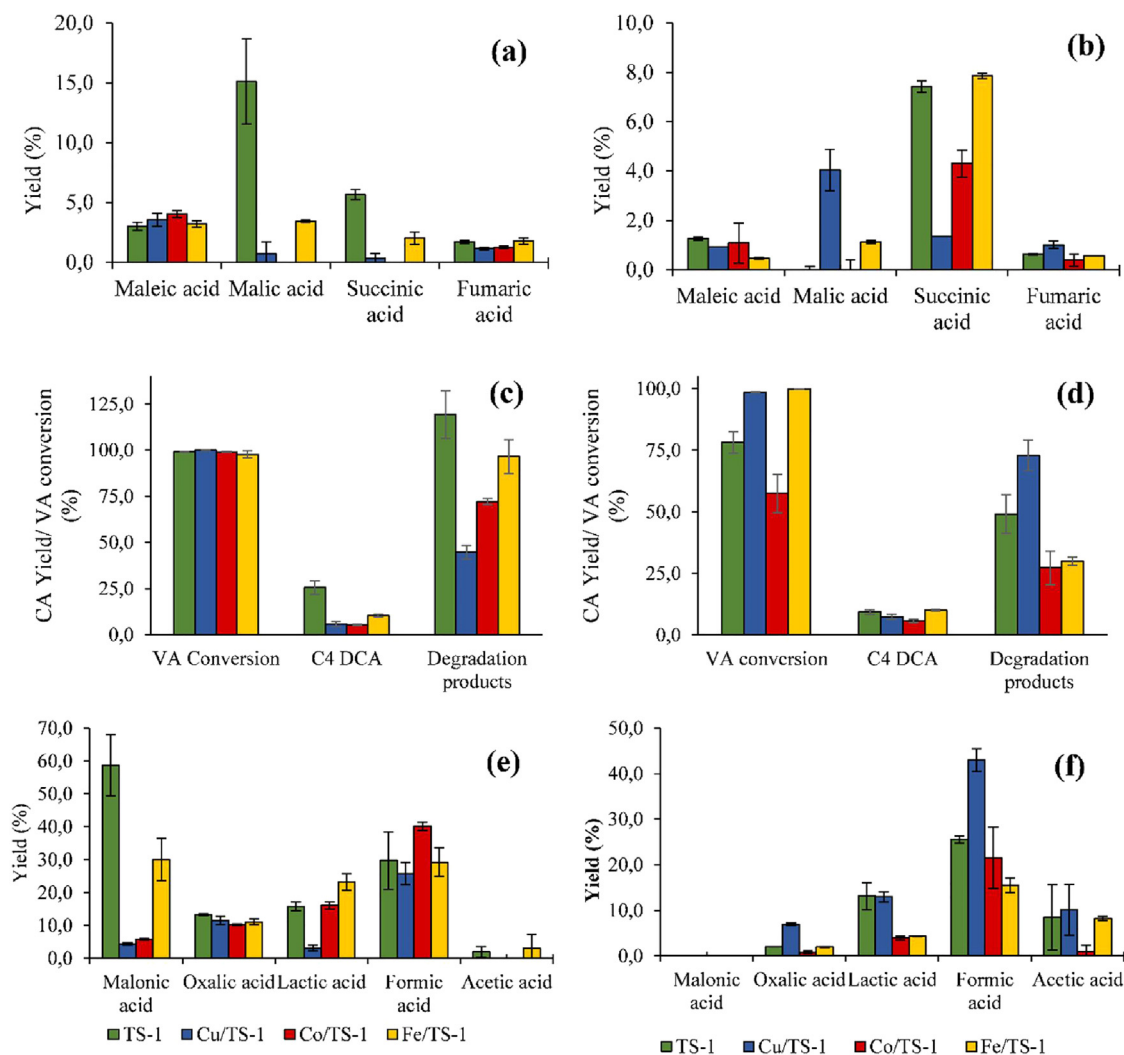 (a)
Yield (%)
20,0
15,0
10,0
5,0
0,0
Maleic acid Malic acid Succinic acid Fumaric acid
(b)
Yield (%)
10,0
8,0
6,0
4,0
2,0
0,0
Maleic acid Malic acid Succinic acid Fumaric acid
(c)
CA Yield/ VA conversion (%)
125,0
100,0
75,0
50,0
25,0
0,0
VA Conversion C4 DCA Degradation products
(d)
CA Yield/ VA conversion (%)
100,0
75,0
50,0
25,0
0,0
VA conversion C4 DCA Degradation products
(e)
Yield (%)
70,0
60,0
50,0
40,0
30,0
20,0
10,0
0,0
Malonic acid Oxalic acid Lactic acid Formic acid Acetic acid
TS-1 Cu/TS-1 Co/TS-1 Fe/TS-1
(f)
Yield (%)
50,0
40,0
30,0
20,0
10,0
0,0
Malonic acid Oxalic acid Lactic acid Formic acid Acetic acid
TS-1 Cu/TS-1 Co/TS-1 Fe/TS-1